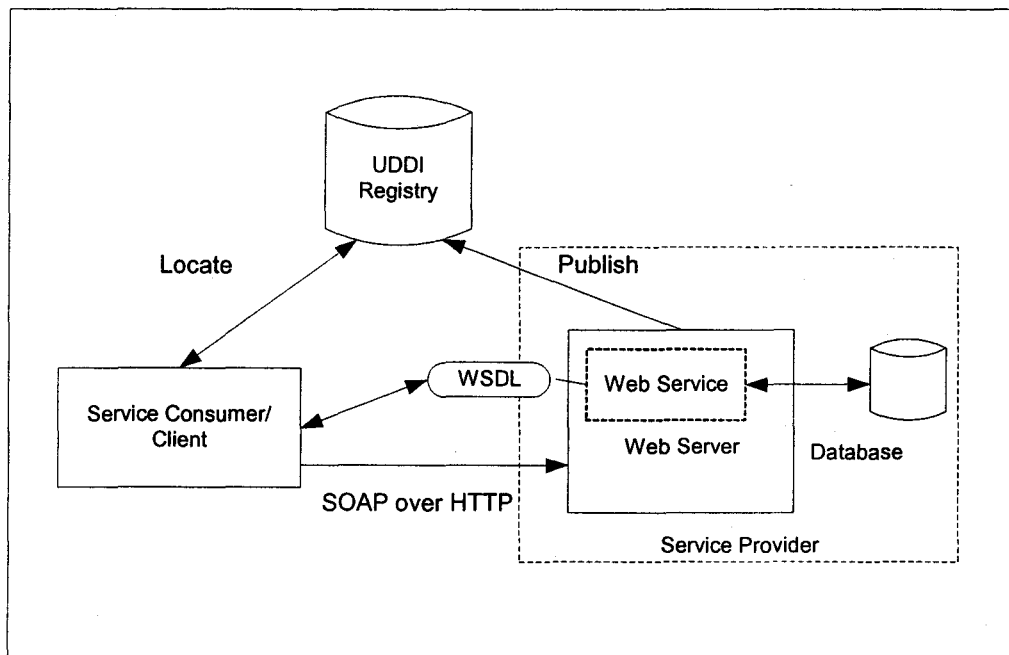 UDDI
Registry
Locate
Publish
WSDL
Web Service
Service Consumer/
Client
Web Server
Database
SOAP over HTTP
Service Provider